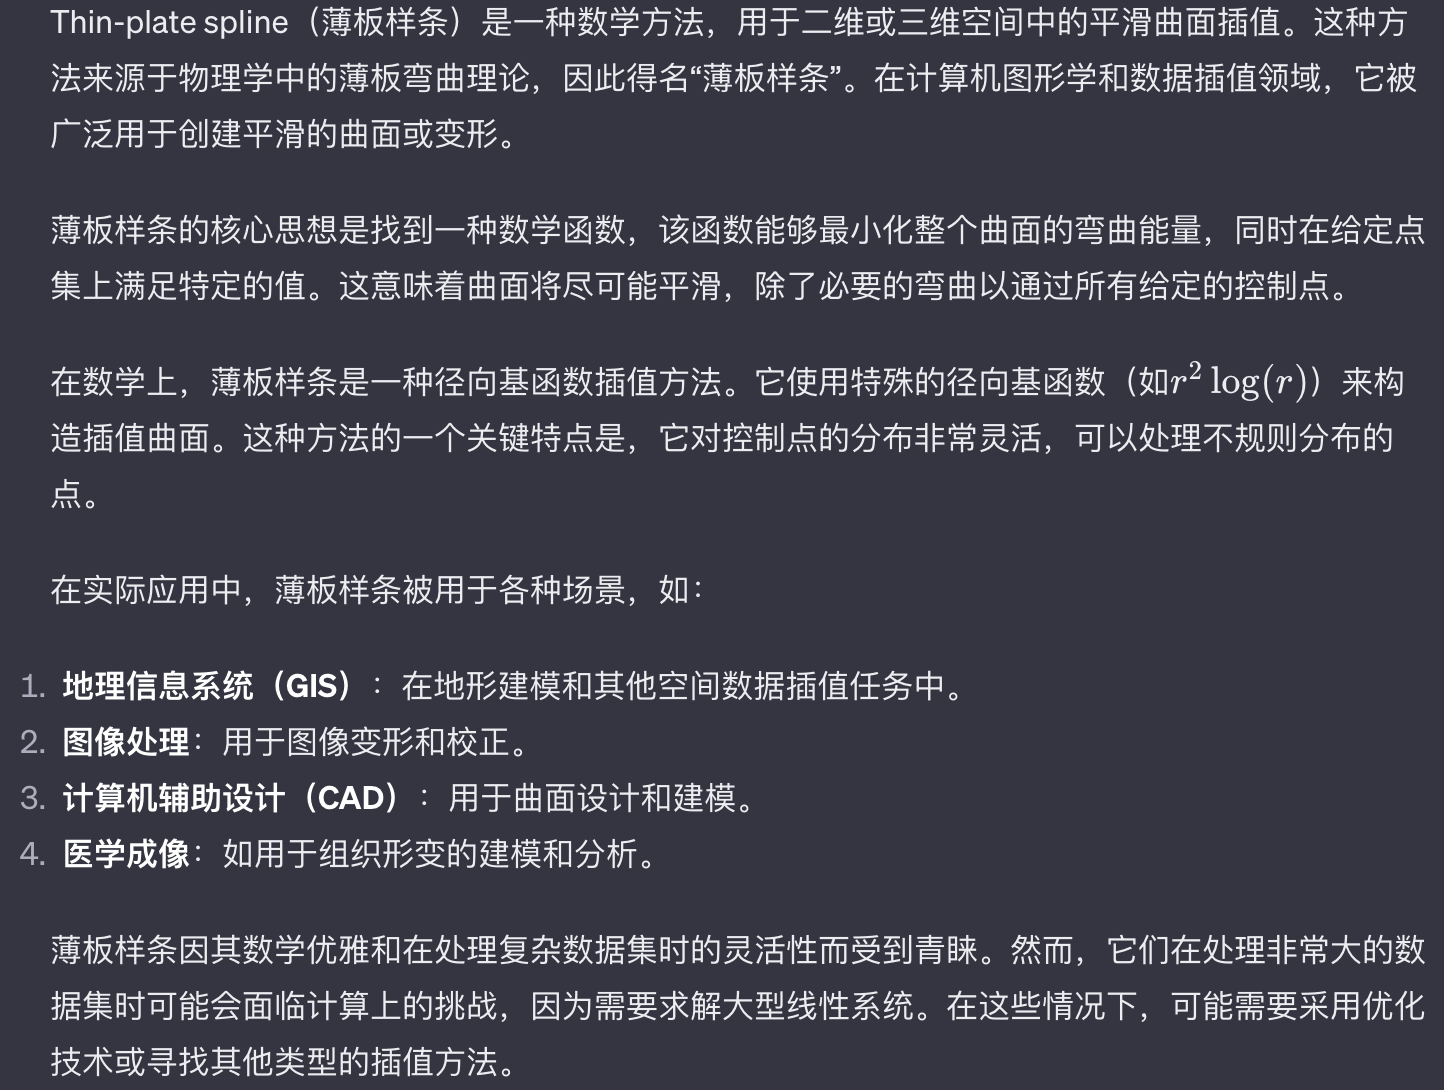 Thin-plate spline（薄板样条）是一种数学方法，用于二维或三维空间中的平滑曲面插值。这种方
法来源于物理学中的薄板弯曲理论，因此得名“薄板样条”。在计算机图形学和数据插值领域，它被
广泛用于创建平滑的曲面或变形。
薄板样条的核心思想是找到一种数学函数，该函数能够最小化整个曲面的弯曲能量，同时在给定点
集上满足特定的值。这意味着曲面将尽可能平滑，除了必要的弯曲以通过所有给定的控制点。
在数学上，薄板样条是一种径向基函数插值方法。它使用特殊的径向基函数（如r² log(r)）来构
造插值曲面。这种方法的一个关键特点是，它对控制点的分布非常灵活，可以处理不规则分布的
点。
在实际应用中，薄板样条被用于各种场景，如：
1. 地理信息系统（GIS）：在地形建模和其他空间数据插值任务中。
2. 图像处理：用于图像变形和校正。
3. 计算机辅助设计（CAD）：用于曲面设计和建模。
4. 医学成像：如用于组织形变的建模和分析。
薄板样条因其数学优雅和在处理复杂数据集时的灵活性而受到青睐。然而，它们在处理非常大的数
据集时可能会面临计算上的挑战，因为需要求解大型线性系统。在这些情况下，可能需要采用优化
技术或寻找其他类型的插值方法。